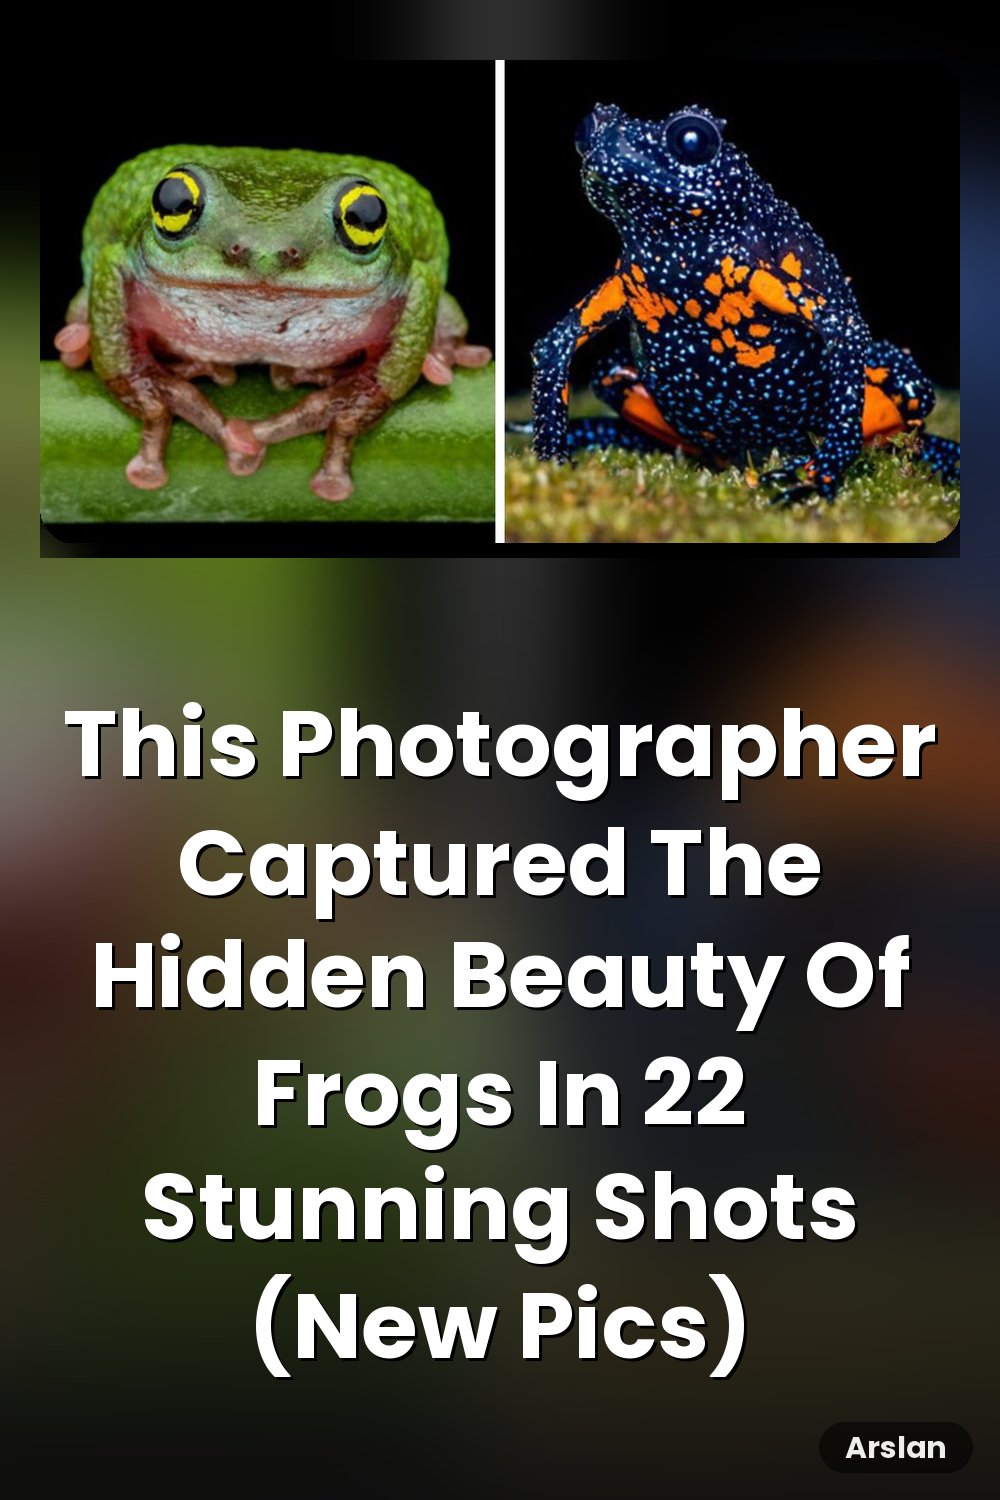 This Photographer
Captured The
Hidden Beauty Of
Frogs In 22
Stunning Shots
(New Pics)
Arslan